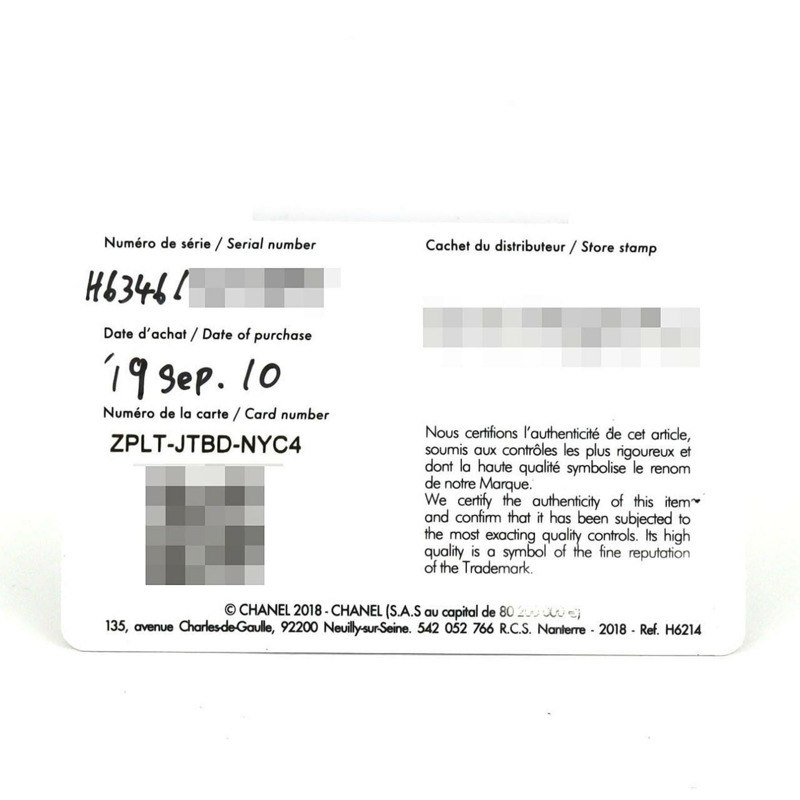 Numéro de série / Serial number
H6346
Date d'achat / Date of purchase
'19 Sep. 10
Numéro de la carte / Card number
ZPLT-JTBD-NYC4
Cachet du distributeur / Store stamp
Nous certifions l'authenticité de cet article,
soumis aux contrôles les plus rigoureux et
dont la haute qualité symbolise le renom
de notre Marque.
We certify the authenticity of this item
and confirm that it has been subjected to
the most exacting quality controls. Its high
quality is a symbol of the fine reputation
of the Trademark.
© CHANEL 2018 - CHANEL (S.A.S au capital de 80
135, avenue Charles-de-Gaulle, 92200 Neuilly-sur-Seine. 542 052 766 R.C.S. Nanterre - 2018 - Ref. H6214